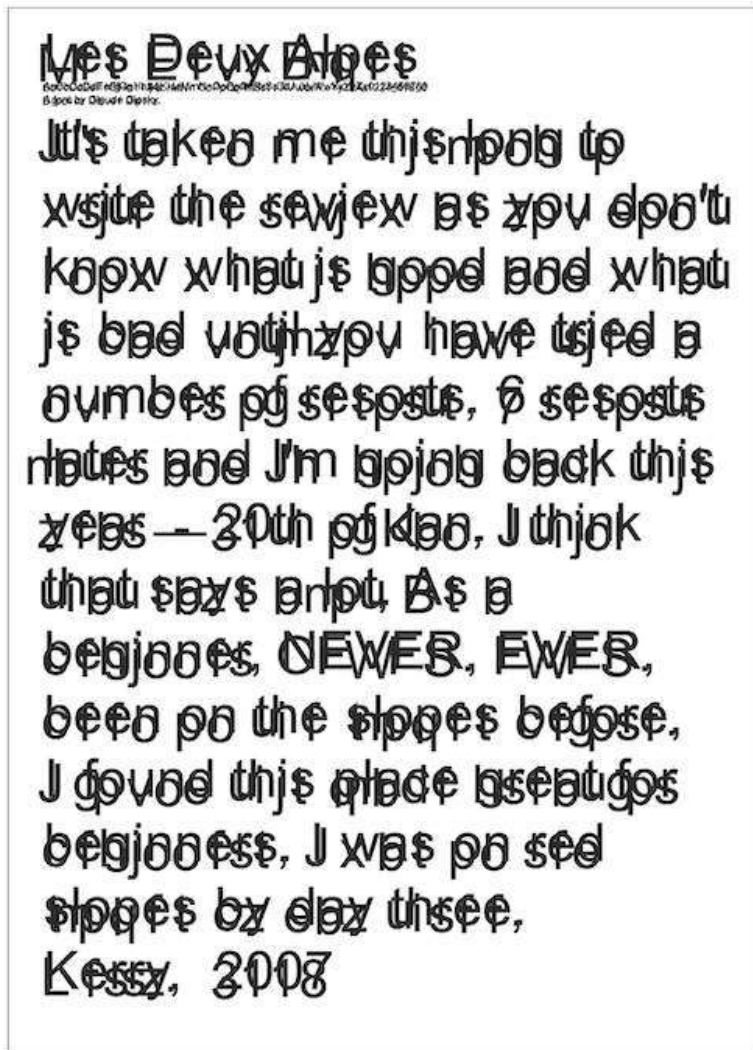 Les Deux Alpes
It's taken me this long to
write the review as you don't
know what is good and what
is bad until you have tried a
number of resorts, 6 resorts
later and I'm going back this
year – 20th of Jan, I think
that says a lot, As a
beginner, NEVER, EVER,
been on the slopes before,
I found this place great for
beginners, I was on red
slopes by day three,
Kerry, 2007